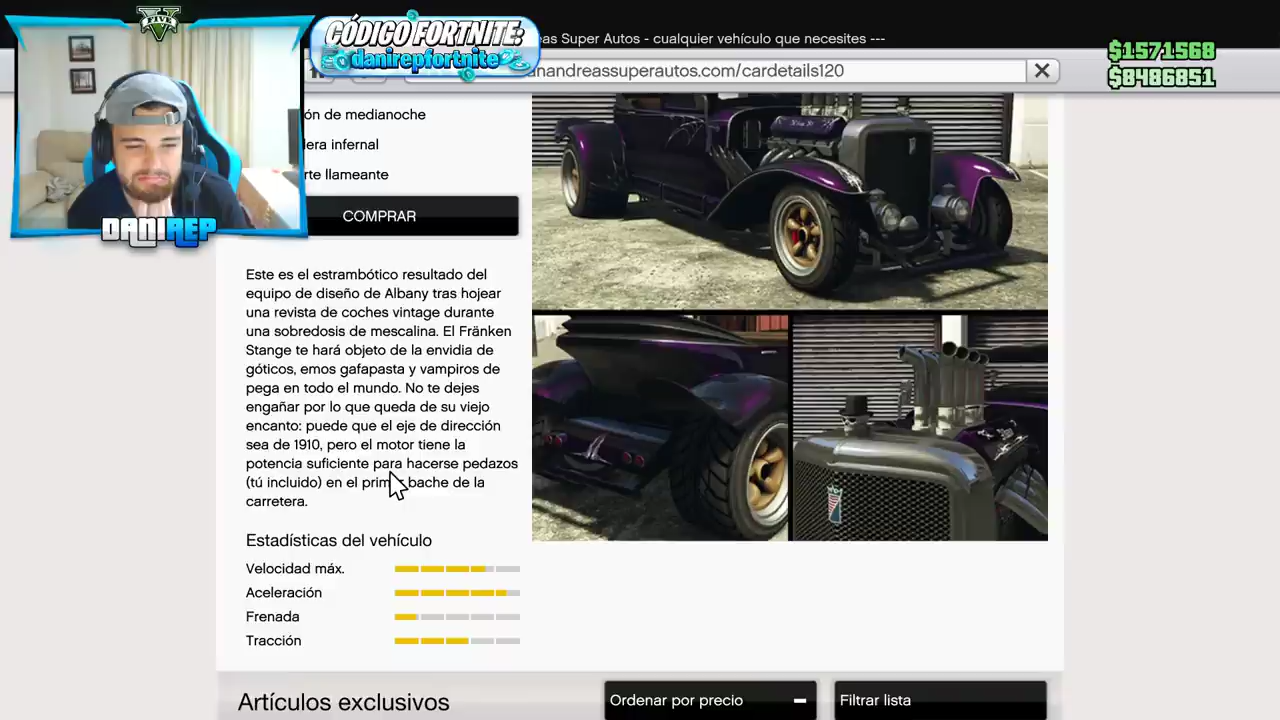 FIVE
CÓDIGO FORTNITE:
danirepfortnite
eas Super Autos - cualquier vehículo que necesites ---
$1571568
$8486851
nandreassuperautos.com/cardetails120
ón de medianoche
lera infernal
rte llameante
COMPRAR
DANIREP
Este es el estrambótico resultado del
equipo de diseño de Albany tras hojear
una revista de coches vintage durante
una sobredosis de mescalina. El Fränken
Stange te hará objeto de la envidia de
góticos, emos gafapasta y vampiros de
pega en todo el mundo. No te dejes
engañar por lo que queda de su viejo
encanto: puede que el eje de dirección
sea de 1910, pero el motor tiene la
potencia suficiente para hacerse pedazos
(tú incluido) en el prim bache de la
carretera.
Estadísticas del vehículo
Velocidad máx.
Aceleración
Frenada
Tracción
Artículos exclusivos
Ordenar por precio
Filtrar lista